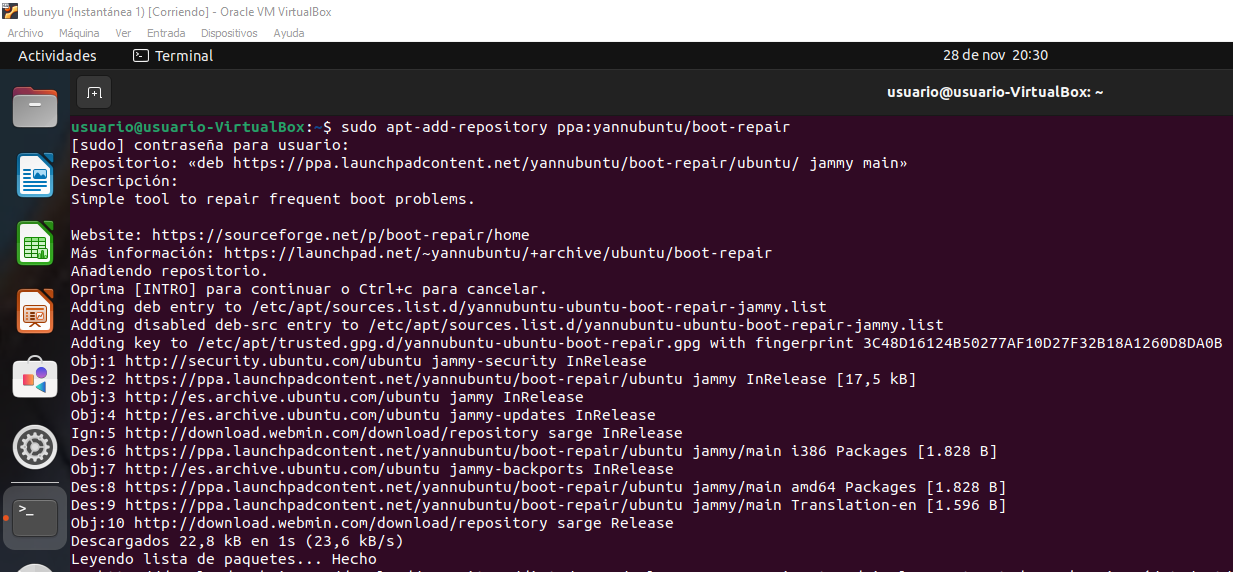 ubunyu (Instantánea 1) [Corriendo] - Oracle VM VirtualBox
Archivo Máquina Ver Entrada Dispositivos Ayuda
Actividades Terminal 28 de nov 20:30
usuario@usuario-VirtualBox: ~
usuario@usuario-VirtualBox:~$ sudo apt-add-repository ppa:yannubuntu/boot-repair
[sudo] contraseña para usuario:
Repositorio: «deb https://ppa.launchpadcontent.net/yannubuntu/boot-repair/ubuntu/ jammy main»
Descripción:
Simple tool to repair frequent boot problems.
Website: https://sourceforge.net/p/boot-repair/home
Más información: https://launchpad.net/~yannubuntu/+archive/ubuntu/boot-repair
Añadiendo repositorio.
Oprima [INTRO] para continuar o Ctrl+c para cancelar.
Adding deb entry to /etc/apt/sources.list.d/yannubuntu-ubuntu-boot-repair-jammy.list
Adding disabled deb-src entry to /etc/apt/sources.list.d/yannubuntu-ubuntu-boot-repair-jammy.list
Adding key to /etc/apt/trusted.gpg.d/yannubuntu-ubuntu-boot-repair.gpg with fingerprint 3C48D16124B50277AF10D27F32B18A1260D8DA0B
Obj:1 http://security.ubuntu.com/ubuntu jammy-security InRelease
Des:2 https://ppa.launchpadcontent.net/yannubuntu/boot-repair/ubuntu jammy InRelease [17,5 kB]
Obj:3 http://es.archive.ubuntu.com/ubuntu jammy InRelease
Obj:4 http://es.archive.ubuntu.com/ubuntu jammy-updates InRelease
Ign:5 http://download.webmin.com/download/repository sarge InRelease
Des:6 https://ppa.launchpadcontent.net/yannubuntu/boot-repair/ubuntu jammy/main i386 Packages [1.828 B]
Obj:7 http://es.archive.ubuntu.com/ubuntu jammy-backports InRelease
Des:8 https://ppa.launchpadcontent.net/yannubuntu/boot-repair/ubuntu jammy/main amd64 Packages [1.828 B]
Des:9 https://ppa.launchpadcontent.net/yannubuntu/boot-repair/ubuntu jammy/main Translation-en [1.596 B]
Obj:10 http://download.webmin.com/download/repository sarge Release
Descargados 22,8 kB en 1s (23,6 kB/s)
Leyendo lista de paquetes... Hecho